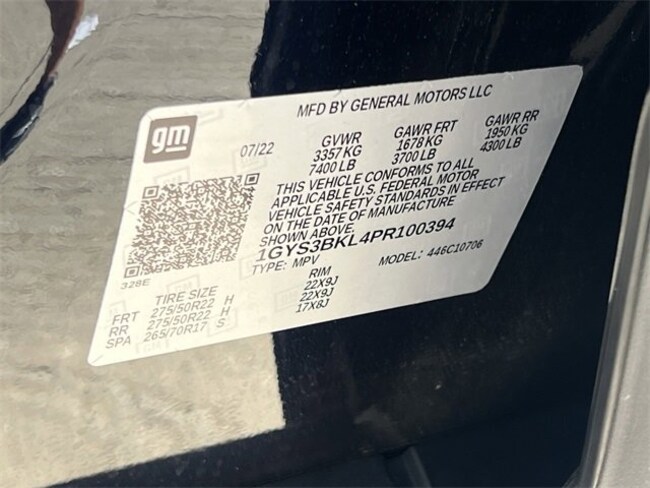 MFD BY GENERAL MOTORS LLC
gm
07/22 GVWR GAWR FRT GAWR RR
3357 KG 1678 KG 1950 KG
7400 LB 3700 LB 4300 LB
THIS VEHICLE CONFORMS TO ALL
APPLICABLE U.S. FEDERAL MOTOR
VEHICLE SAFETY STANDARDS IN EFFECT
ON THE DATE OF MANUFACTURE
SHOWN ABOVE.
1GYS3BKL4PR100394
TYPE: MPV MODEL: 446C10706
328E
TIRE SIZE RIM
FRT 275/50R22 H 22X9J
RR 275/50R22 H 22X9J
SPA 265/70R17 S 17X8J